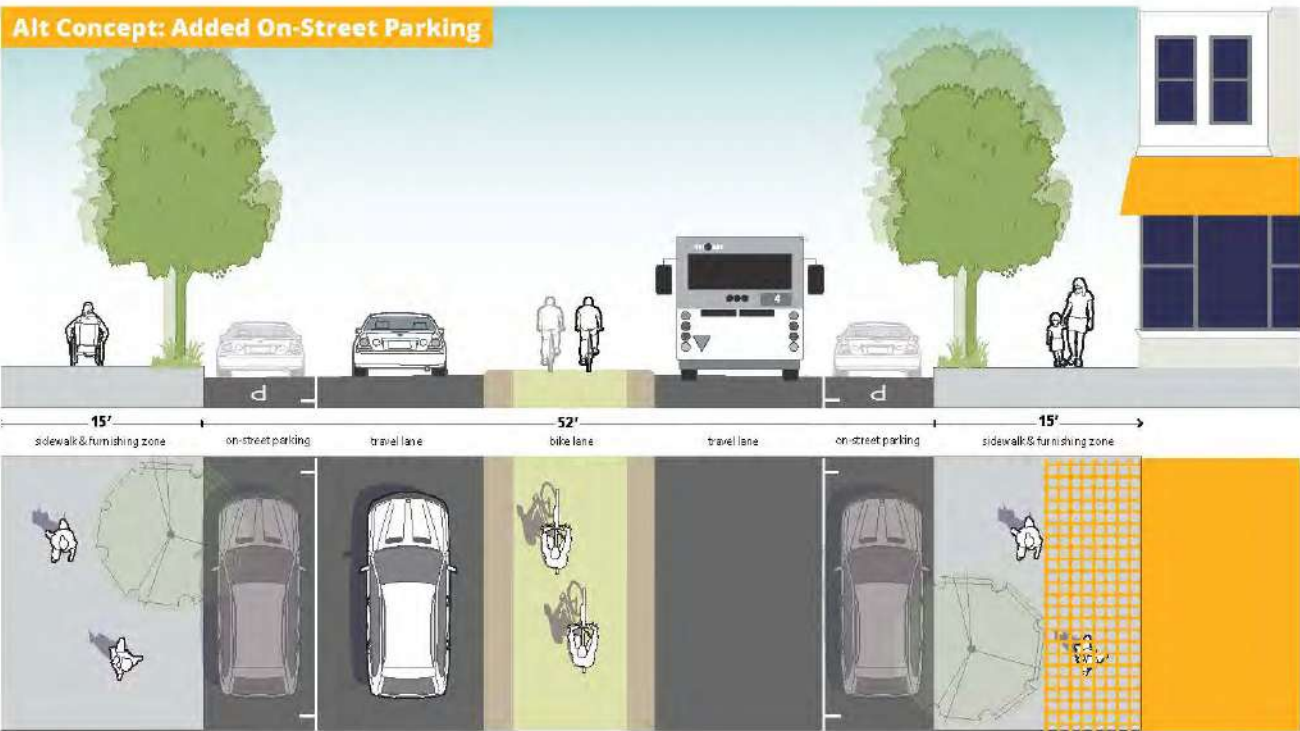 Alt Concept: Added On-Street Parking
4
d
d
15'
52'
15'
sidewalk & furnishing zone
on-street parking
travel lane
bike lane
travel lane
on-street parking
sidewalk & furnishing zone